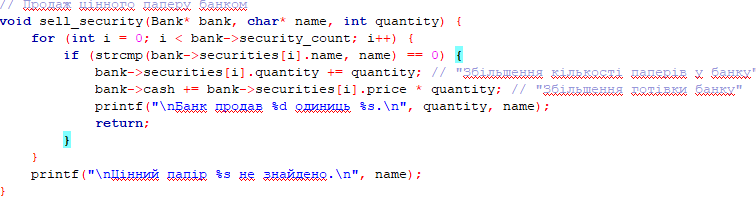 // Продаж цінного паперу банком
void sell_security(Bank* bank, char* name, int quantity) {
    for (int i = 0; i < bank->security_count; i++) {
        if (strcmp(bank->securities[i].name, name) == 0) {
            bank->securities[i].quantity += quantity; // "Збільшення кількості паперів у банку"
            bank->cash += bank->securities[i].price * quantity; // "Збільшення готівки банку"
            printf("\nБанк продав %d одиниць %s.\n", quantity, name);
            return;
        }
    }
    printf("\nЦінний папір %s не знайдено.\n", name);
}